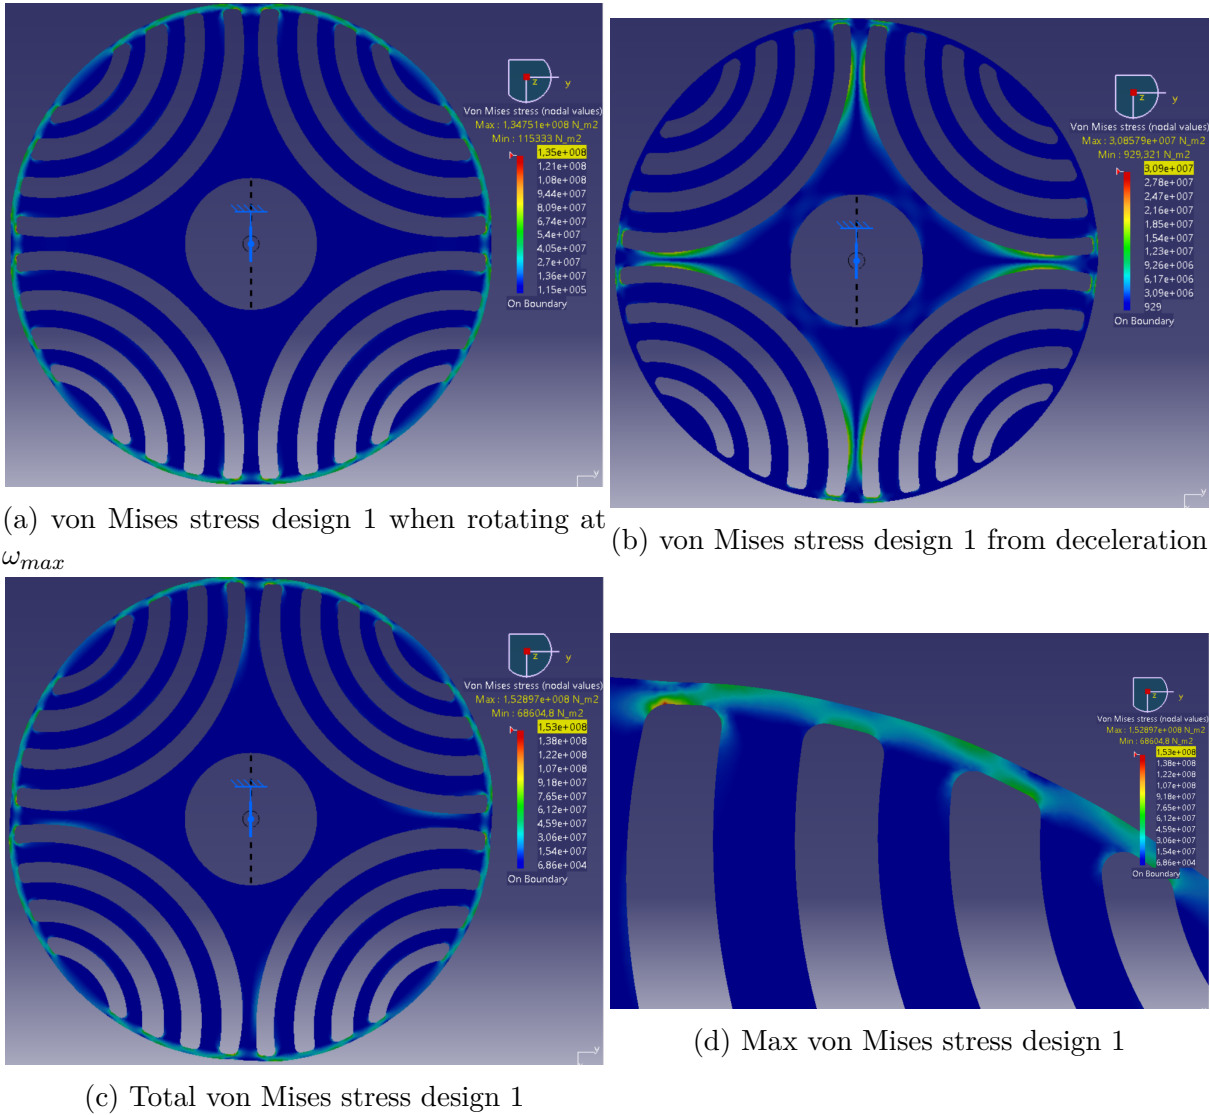 z
y
Von Mises stress (nodal values)
Max : 1,34751e+008 N_m2
Min : 115333 N_m2
1,35e+008
1,21e+008
1,08e+008
9,44e+007
8,09e+007
6,74e+007
5,4e+007
4,05e+007
2,7e+007
1,36e+007
1,15e+005
On Boundary
y
(a) von Mises stress design 1 when rotating at
ω_max
z
y
Von Mises stress (nodal values)
Max : 3,08579e+007 N_m2
Min : 929,321 N_m2
3,09e+007
2,78e+007
2,47e+007
2,16e+007
1,85e+007
1,54e+007
1,23e+007
9,26e+006
6,17e+006
3,09e+006
929
On Boundary
y
(b) von Mises stress design 1 from deceleration
z
y
Von Mises stress (nodal values)
Max : 1,52897e+008 N_m2
Min : 68604,8 N_m2
1,53e+008
1,38e+008
1,22e+008
1,07e+008
9,18e+007
7,65e+007
6,12e+007
4,59e+007
3,06e+007
1,54e+007
6,86e+004
On Boundary
y
(c) Total von Mises stress design 1
z
y
Von Mises stress (nodal values)
Max : 1,52897e+008 N_m2
Min : 68604,8 N_m2
1,53e+008
1,38e+008
1,22e+008
1,07e+008
9,18e+007
7,65e+007
6,12e+007
4,59e+007
3,06e+007
1,54e+007
6,86e+004
On Boundary
(d) Max von Mises stress design 1